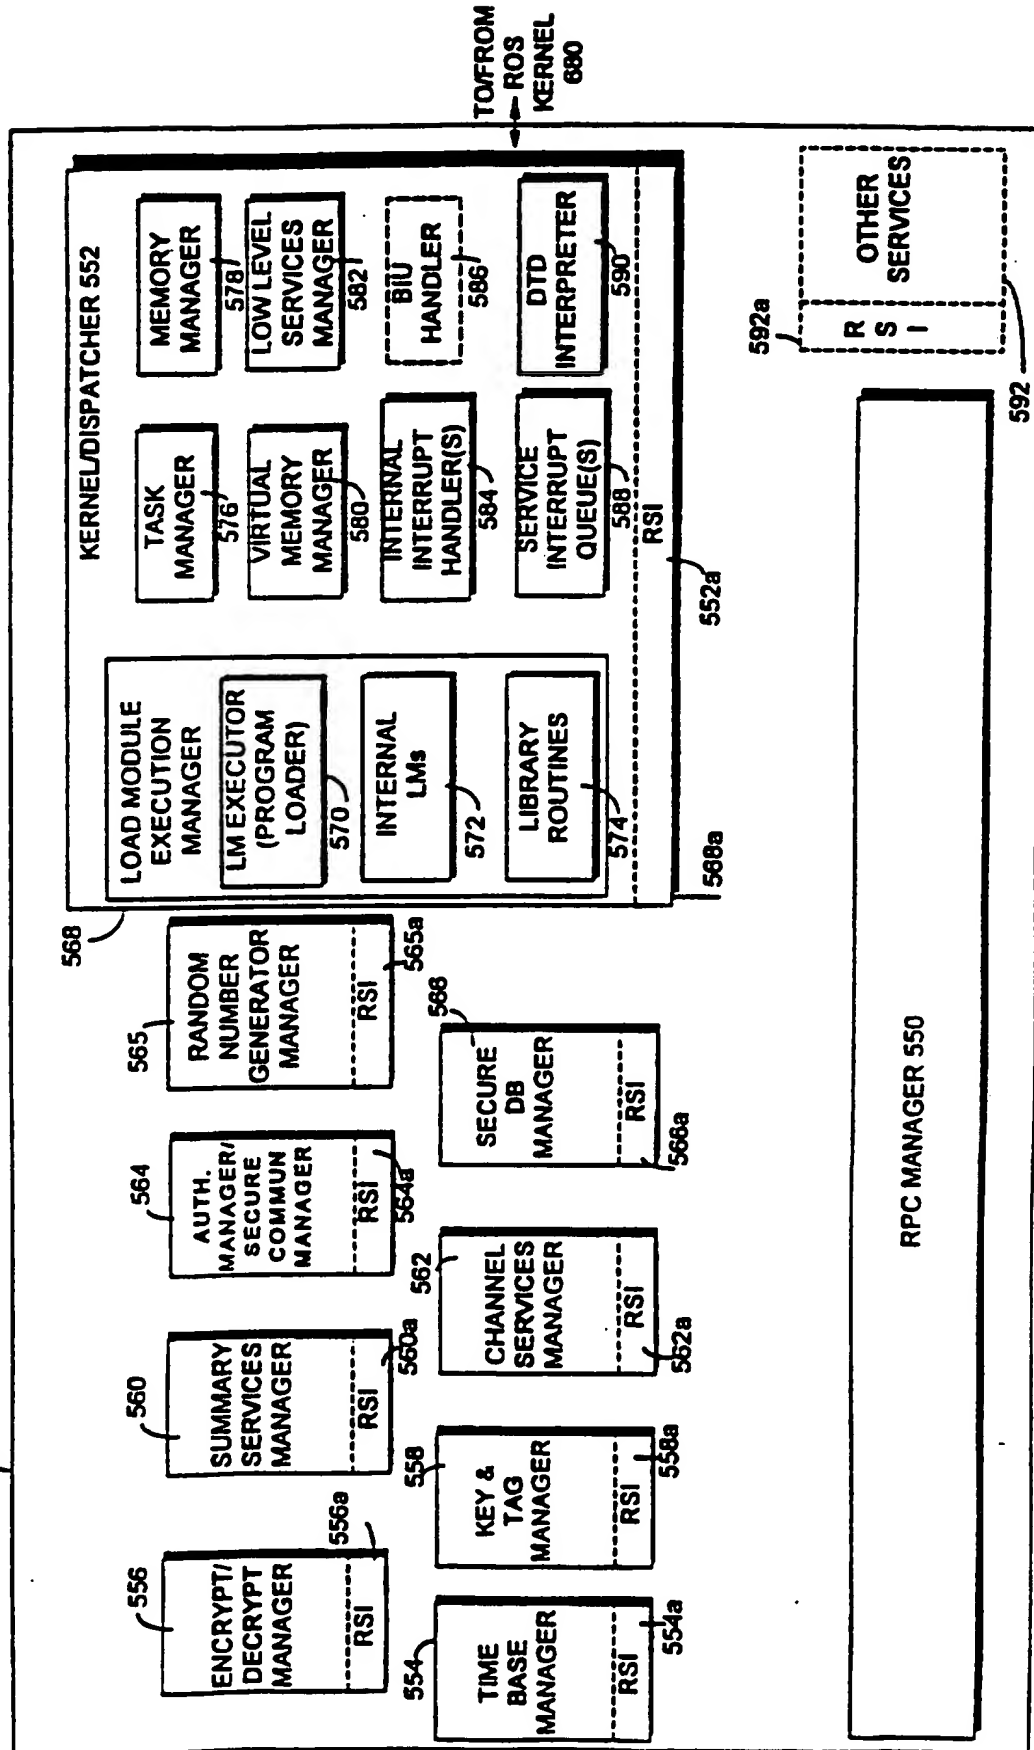 KERNEL/DISPATCHER 552
LOAD MODULE
EXECUTION
MANAGER
LM EXECUTOR
(PROGRAM
LOADER)
570
INTERNAL
LMs
572
LIBRARY
ROUTINES
574
568
568a
TASK
MANAGER
576
MEMORY
MANAGER
578
VIRTUAL
MEMORY
MANAGER
580
LOW LEVEL
SERVICES
MANAGER
582
INTERNAL
INTERRUPT
HANDLER(S)
584
BIU
HANDLER
586
SERVICE
INTERRUPT
QUEUE(S)
588
DTD
INTERPRETER
590
RSI
552a
TO/FROM
ROS
KERNEL
680
556
ENCRYPT/
DECRYPT
MANAGER
RSI
556a
560
SUMMARY
SERVICES
MANAGER
RSI
560a
564
AUTH.
MANAGER/
SECURE
COMMUN
MANAGER
RSI
564a
565
RANDOM
NUMBER
GENERATOR
MANAGER
RSI
565a
554
TIME
BASE
MANAGER
RSI
554a
558
KEY &
TAG
MANAGER
RSI
558a
562
CHANNEL
SERVICES
MANAGER
RSI
562a
568
SECURE
DB
MANAGER
RSI
566a
RPC MANAGER 550
592a
R
S
I
OTHER
SERVICES
592